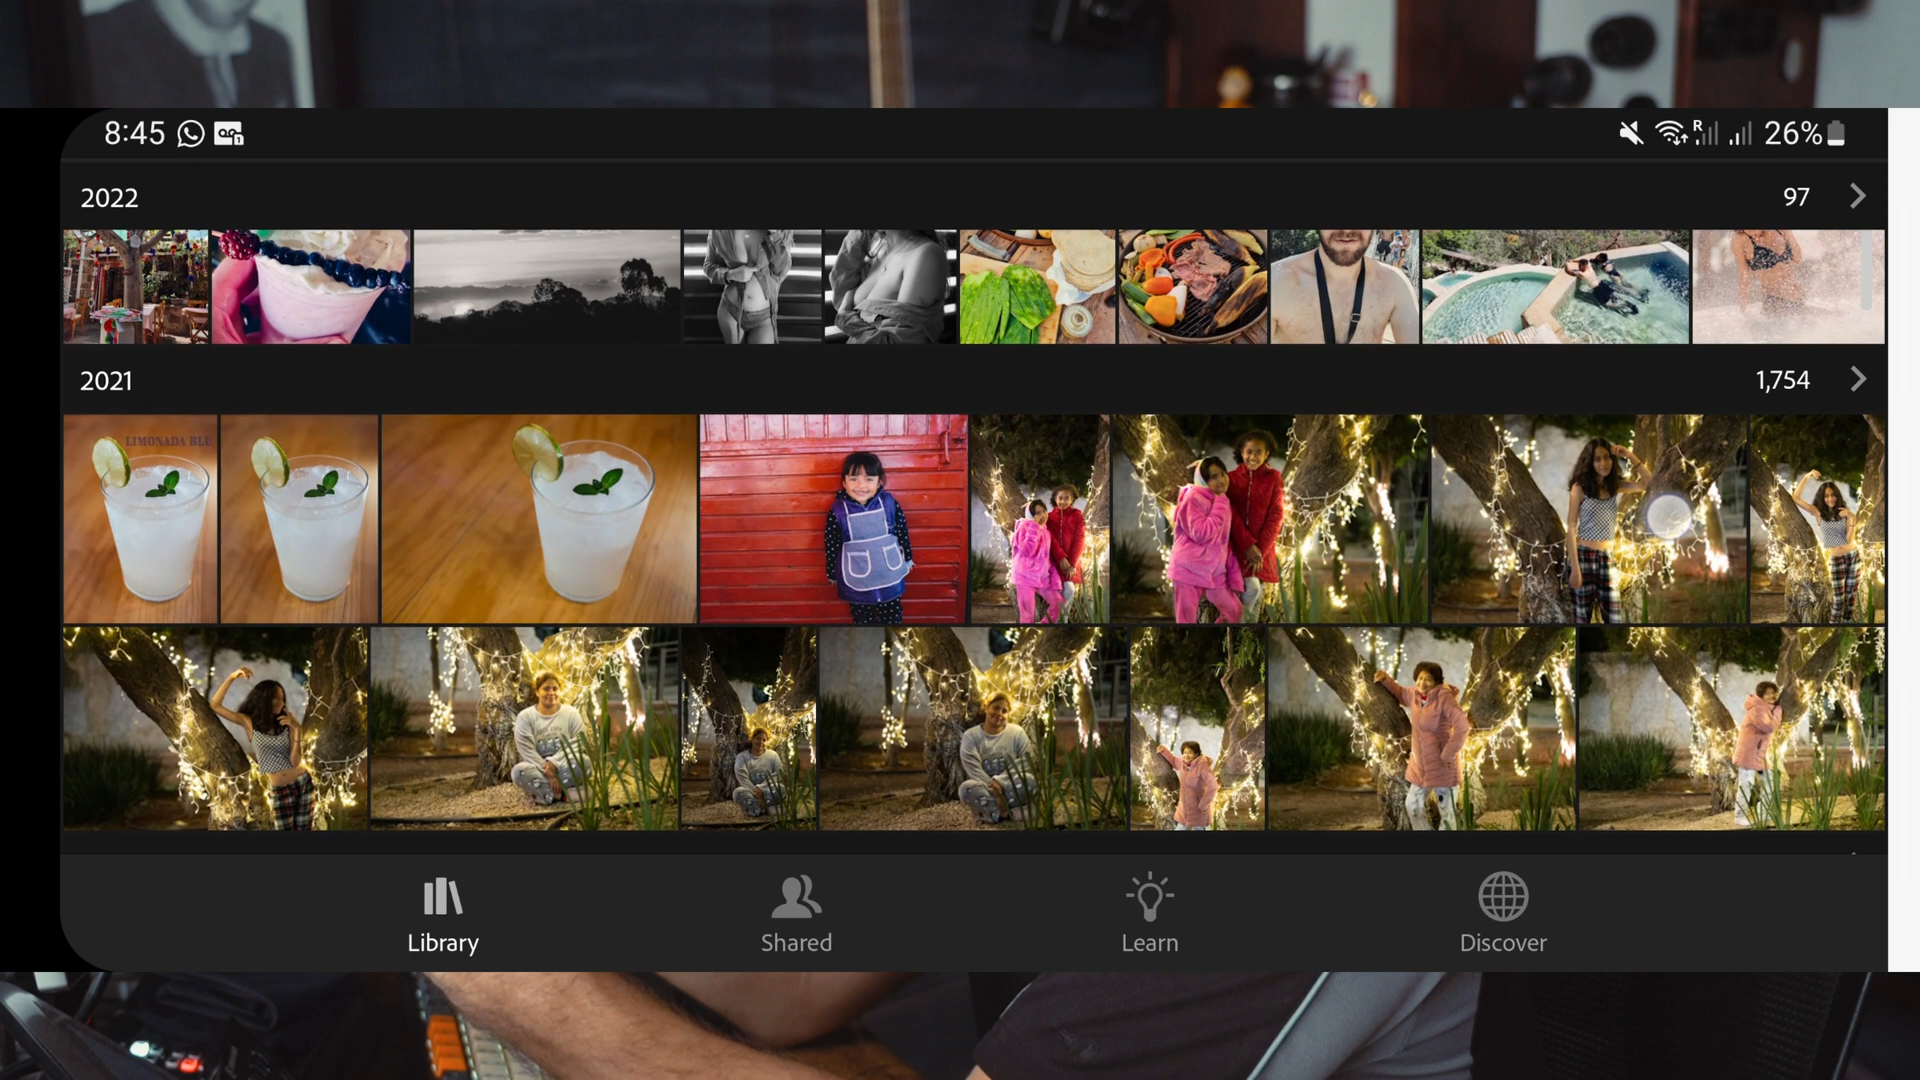 8:45
R
26%
2022
97
2021
1,754
LIMONADA BLU
Library
Shared
Learn
Discover